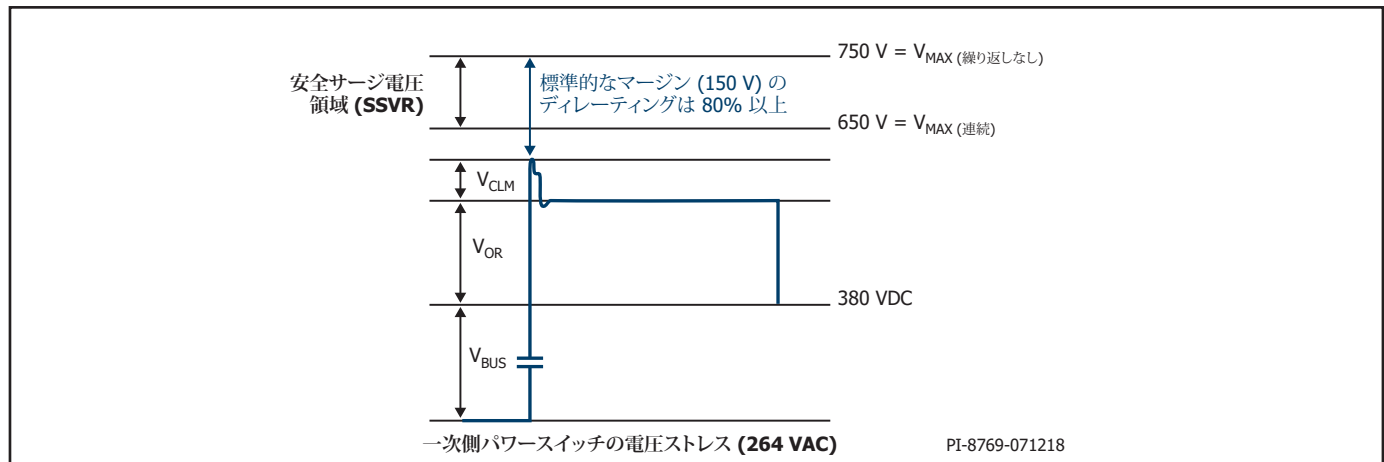 750 V = VMAX (繰り返しなし)
安全サージ電圧
領域 (SSVR)
標準的なマージン (150 V) の
ディレーティングは 80% 以上
650 V = VMAX (連続)
VCLM
VOR
380 VDC
VBUS
一次側パワースイッチの電圧ストレス (264 VAC)
PI-8769-071218